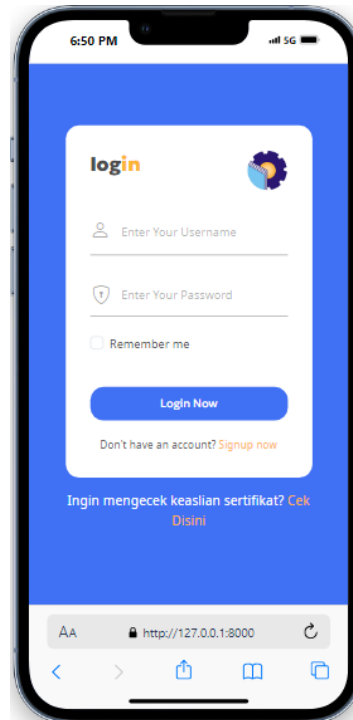 6:50 PM
5G
login
Enter Your Username
Enter Your Password
Remember me
Login Now
Don't have an account? Signup now
Ingin mengecek keaslian sertifikat? Cek
Disini
AA
http://127.0.0.1:8000